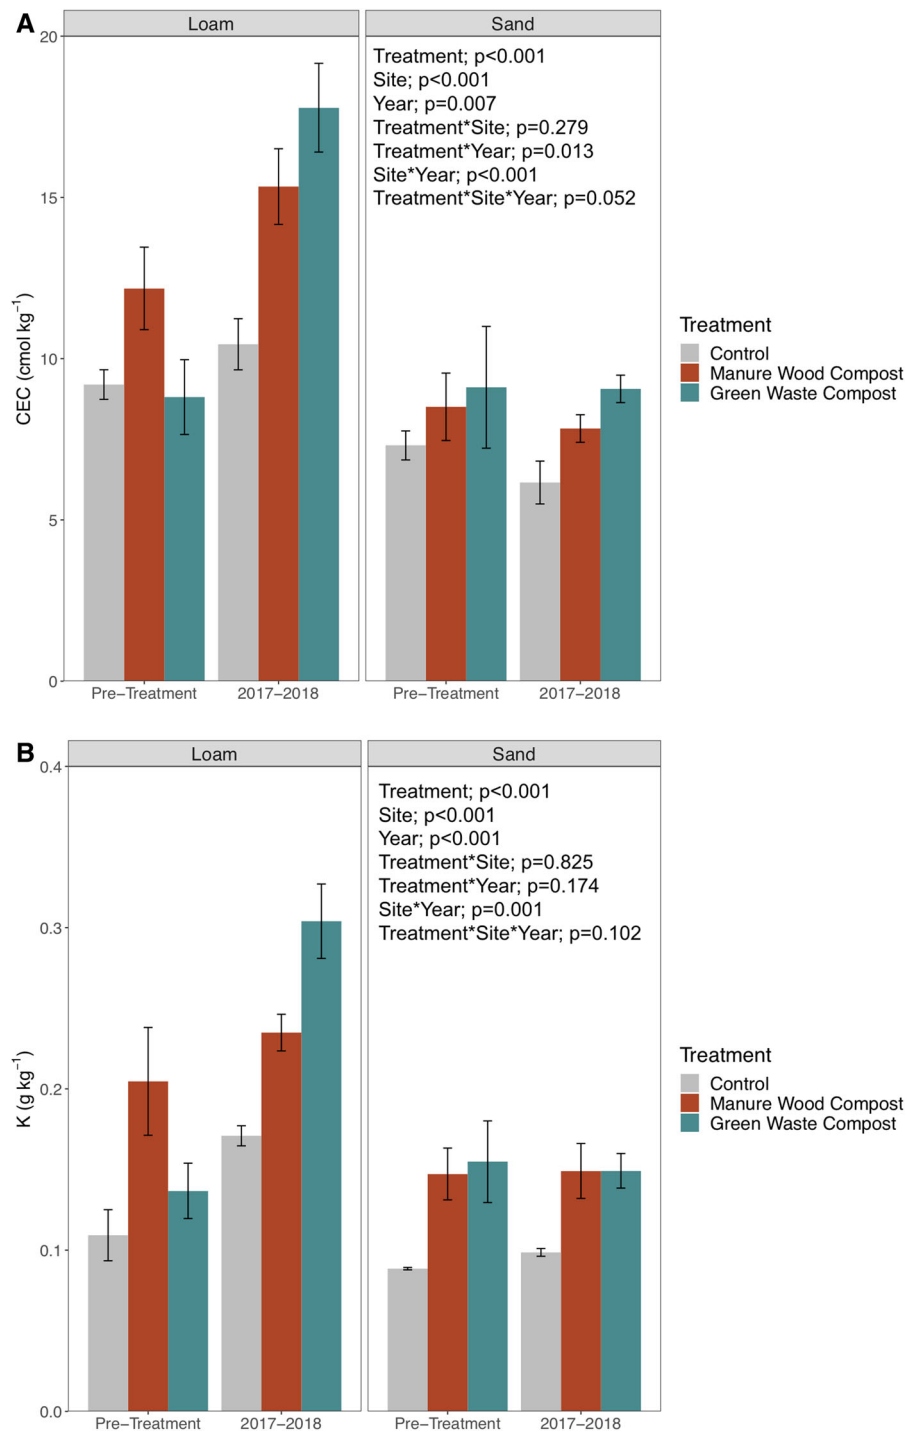 A
Loam
Sand
20
15
10
5
0
CEC (cmol kg⁻¹)
Treatment; p<0.001
Site; p<0.001
Year; p=0.007
Treatment*Site; p=0.279
Treatment*Year; p=0.013
Site*Year; p<0.001
Treatment*Site*Year; p=0.052
Pre−Treatment
2017−2018
Pre−Treatment
2017−2018
Treatment
Control
Manure Wood Compost
Green Waste Compost
B
Loam
Sand
0.4
0.3
0.2
0.1
0.0
K (g kg⁻¹)
Treatment; p<0.001
Site; p<0.001
Year; p<0.001
Treatment*Site; p=0.825
Treatment*Year; p=0.174
Site*Year; p=0.001
Treatment*Site*Year; p=0.102
Pre−Treatment
2017−2018
Pre−Treatment
2017−2018
Treatment
Control
Manure Wood Compost
Green Waste Compost